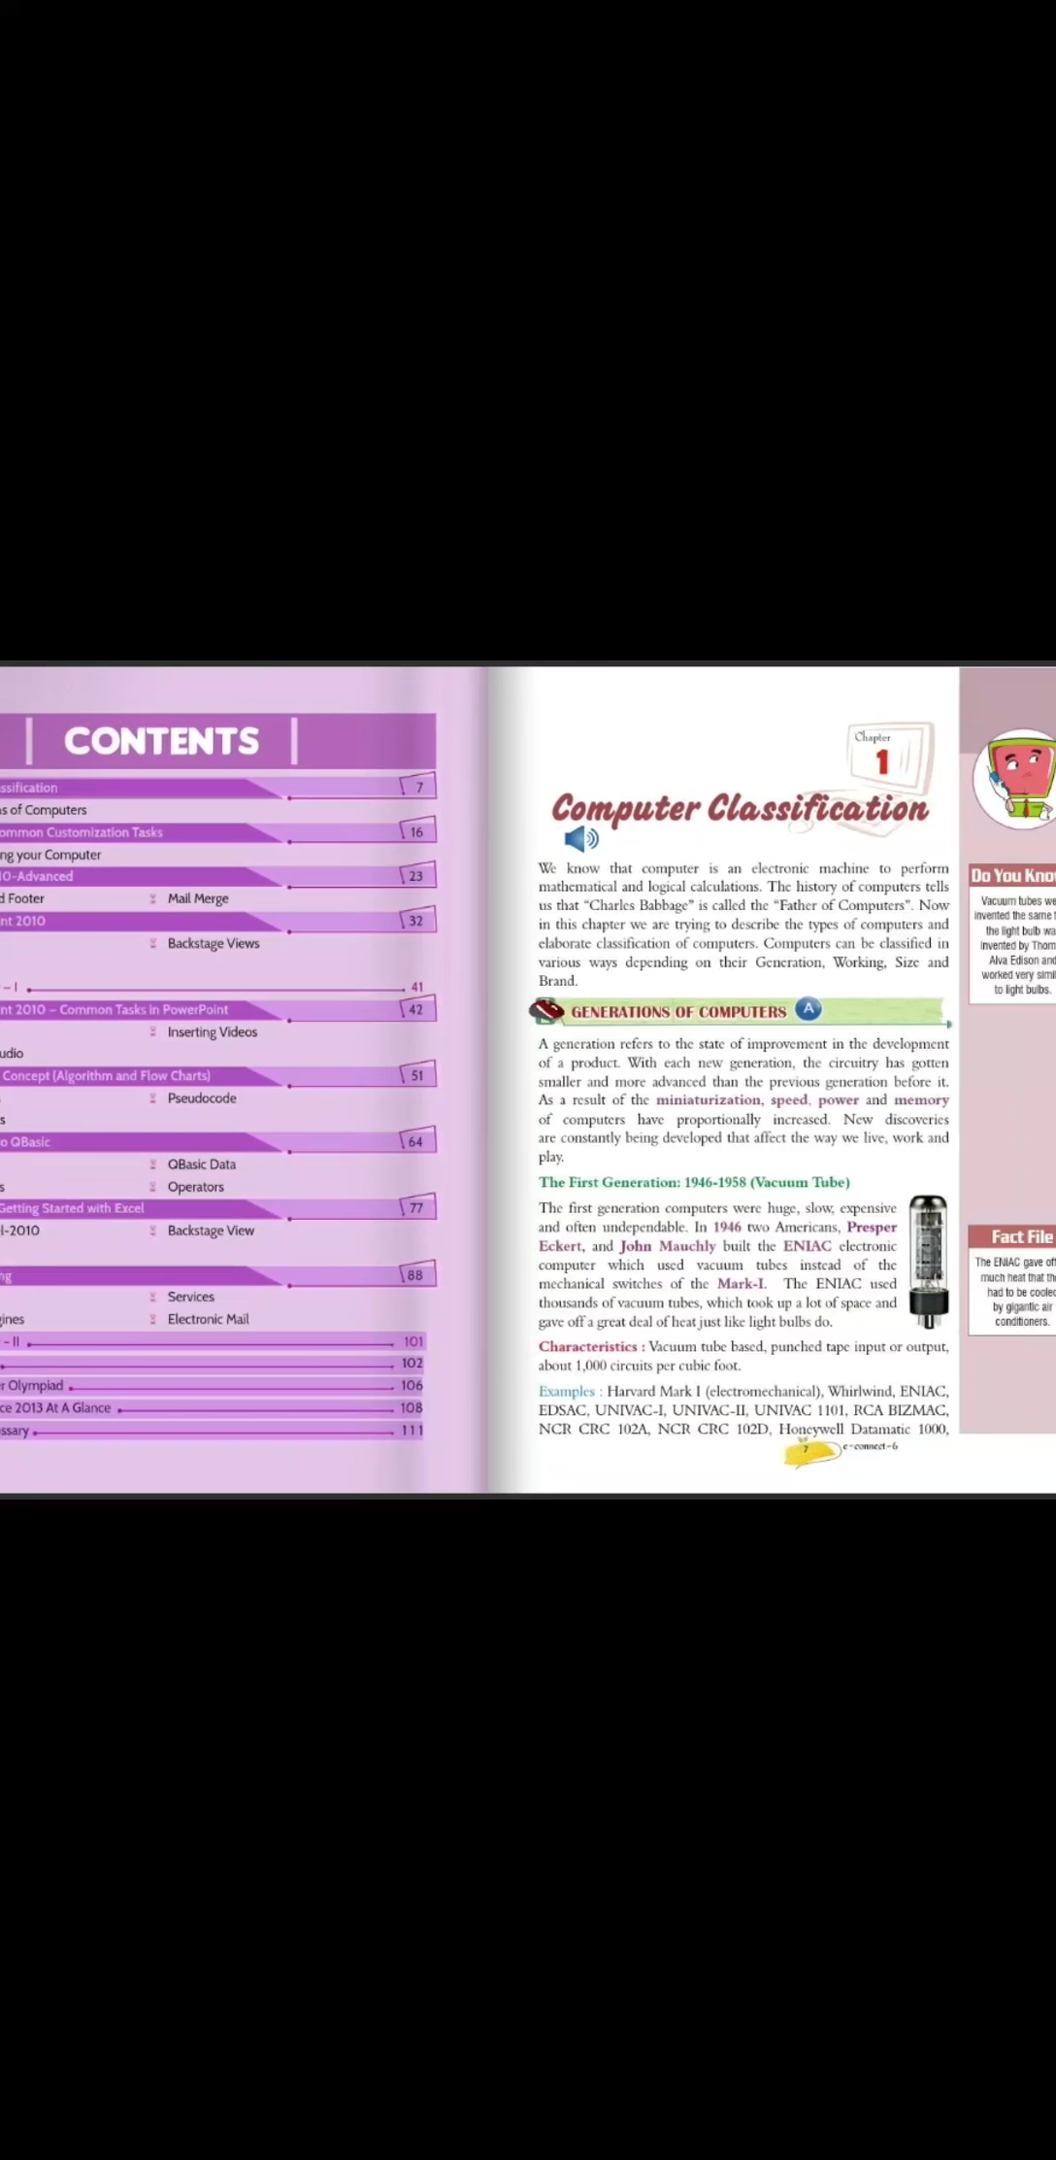 CONTENTS
ssification 7
s of Computers
ommon Customization Tasks 16
ng your Computer
10-Advanced 23
d Footer Mail Merge
nt 2010 32
Backstage Views
– I 41
nt 2010 – Common Tasks in PowerPoint 42
Inserting Videos
udio
Concept (Algorithm and Flow Charts) 51
Pseudocode
s
o QBasic 64
QBasic Data
s Operators
Getting Started with Excel 77
l-2010 Backstage View
ng 88
Services
gines Electronic Mail
– II 101
102
r Olympiad 106
ce 2013 At A Glance 108
ssary 111
Chapter
1
Computer Classification
We know that computer is an electronic machine to perform
mathematical and logical calculations. The history of computers tells
us that “Charles Babbage” is called the “Father of Computers”. Now
in this chapter we are trying to describe the types of computers and
elaborate classification of computers. Computers can be classified in
various ways depending on their Generation, Working, Size and
Brand.
GENERATIONS OF COMPUTERS A
A generation refers to the state of improvement in the development
of a product. With each new generation, the circuitry has gotten
smaller and more advanced than the previous generation before it.
As a result of the miniaturization, speed, power and memory
of computers have proportionally increased. New discoveries
are constantly being developed that affect the way we live, work and
play.
The First Generation: 1946-1958 (Vacuum Tube)
The first generation computers were huge, slow, expensive
and often undependable. In 1946 two Americans, Presper
Eckert, and John Mauchly built the ENIAC electronic
computer which used vacuum tubes instead of the
mechanical switches of the Mark-I. The ENIAC used
thousands of vacuum tubes, which took up a lot of space and
gave off a great deal of heat just like light bulbs do.
Characteristics : Vacuum tube based, punched tape input or output,
about 1,000 circuits per cubic foot.
Examples : Harvard Mark I (electromechanical), Whirlwind, ENIAC,
EDSAC, UNIVAC-I, UNIVAC-II, UNIVAC 1101, RCA BIZMAC,
NCR CRC 102A, NCR CRC 102D, Honeywell Datamatic 1000,
7 e-connect-6
Do You Know
Vacuum tubes we
invented the same t
the light bulb wa
invented by Thom
Alva Edison and
worked very simil
to light bulbs.
Fact File
The ENIAC gave off
much heat that the
had to be coole
by gigantic air
conditioners.